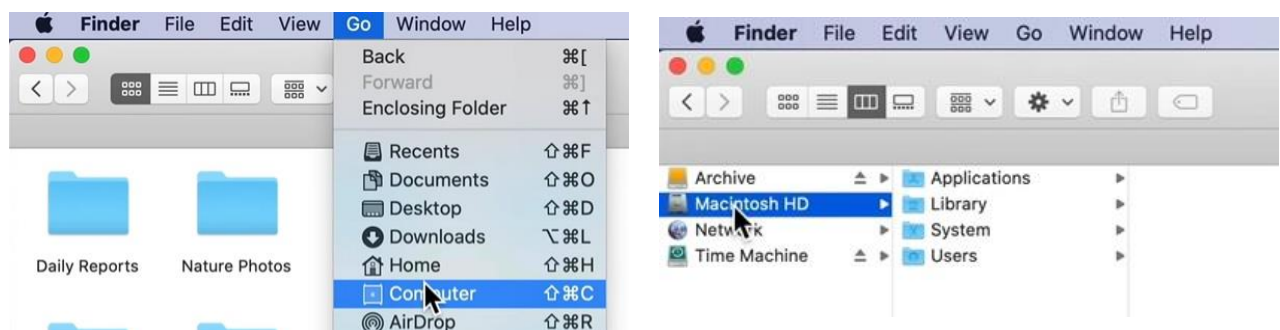 Finder File Edit View Go Window Help
Back ⌘[
Forward ⌘]
Enclosing Folder ⌘↑
Recents ⇧⌘F
Documents ⇧⌘O
Desktop ⇧⌘D
Downloads ⌥⌘L
Home ⇧⌘H
Computer ⇧⌘C
AirDrop ⇧⌘R
Daily Reports Nature Photos
Finder File Edit View Go Window Help
Archive
Macintosh HD
Network
Time Machine
Applications
Library
System
Users